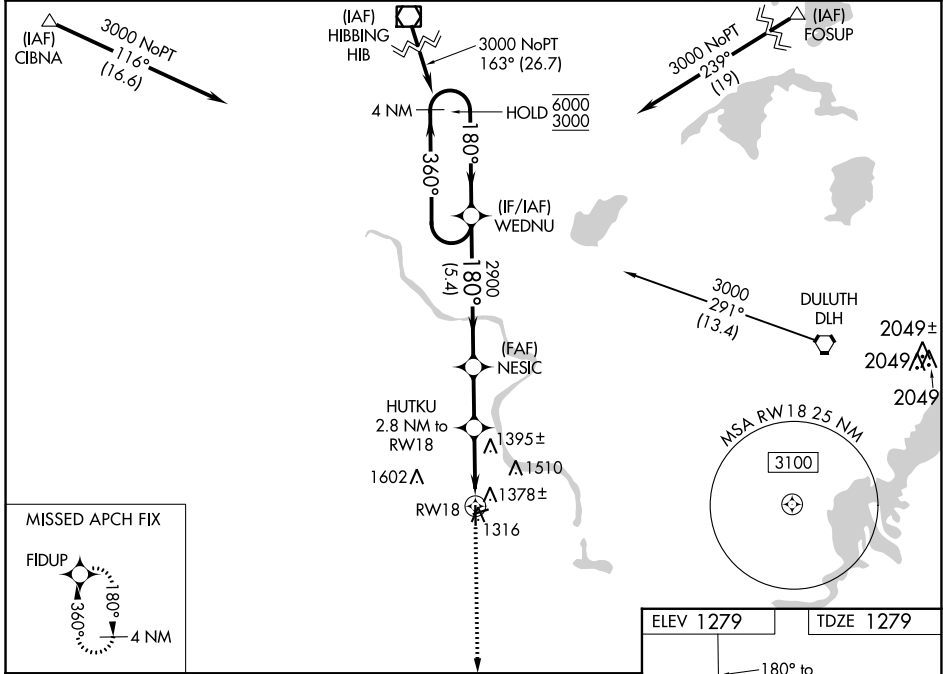 (IAF)
CIBNA
3000 NoPT
116°
(16.6)
(IAF)
HIBBING
HIB
3000 NoPT
163° (26.7)
3000 NoPT
239°
(19)
(IAF)
FOSUP
4 NM
HOLD
6000
3000
180°
360°
(IF/IAF)
WEDNU
2900
180°
(5.4)
3000
291°
(13.4)
DULUTH
DLH
2049±
2049
2049
(FAF)
NESIC
HUTKU
2.8 NM to
RW18
1395±
1602
1510
1378±
RW18
1316
MSA RW18 25 NM
3100
MISSED APCH FIX
FIDUP
180°
360°
4 NM
ELEV 1279
TDZE 1279
180° to